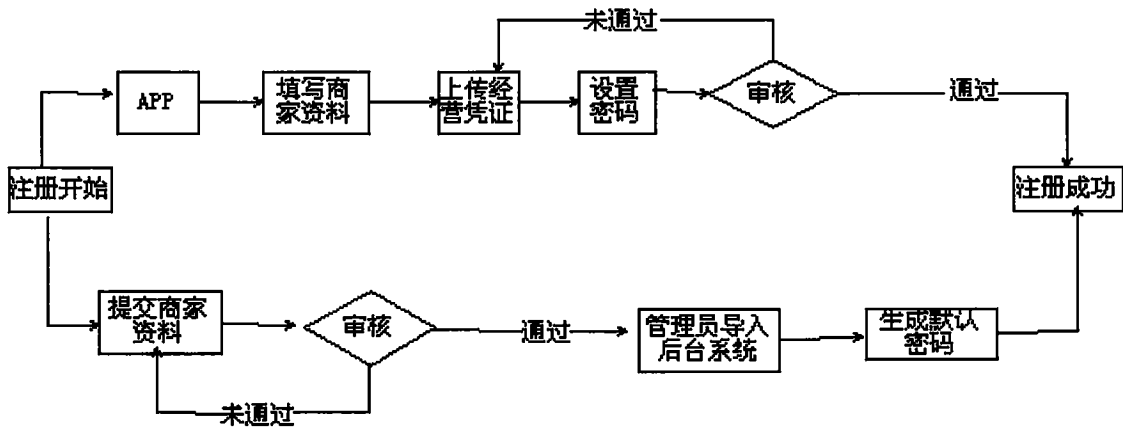 未通过
APP
填写商
家资料
上传经
营凭证
设置
密码
审核
通过
注册开始
注册成功
提交商家
资料
审核
通过
管理员导入
后台系统
生成默认
密码
未通过